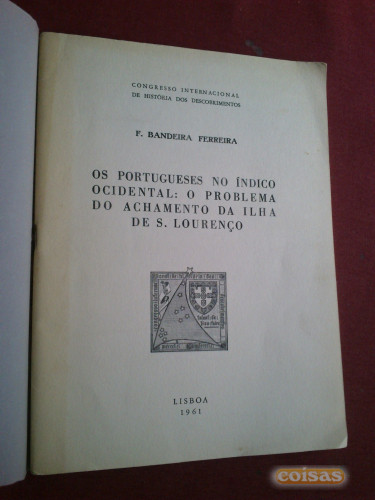 CONGRESSO INTERNACIONAL
DE HISTÓRIA DOS DESCOBRIMENTOS
F. BANDEIRA FERREIRA
OS PORTUGUESES NO ÍNDICO
OCIDENTAL: O PROBLEMA
DO ACHAMENTO DA ILHA
DE S. LOURENÇO
LISBOA
1961
coisas